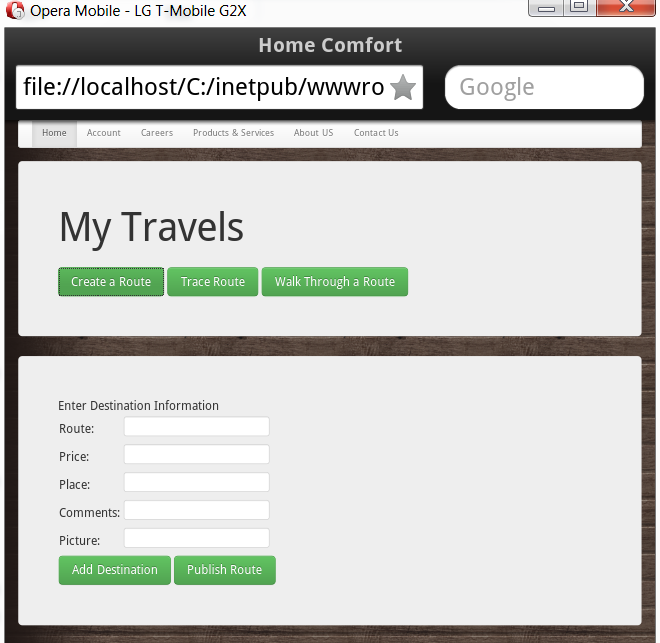 Opera Mobile - LG T-Mobile G2X
Home Comfort
file://localhost/C:/inetpub/wwwro Google
Home Account Careers Products & Services About US Contact Us
My Travels
Create a Route Trace Route Walk Through a Route
Enter Destination Information
Route:
Price:
Place:
Comments:
Picture:
Add Destination Publish Route